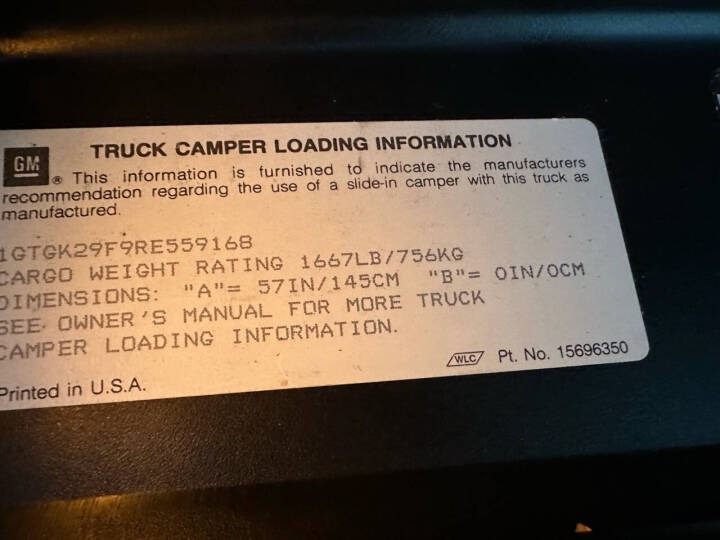 TRUCK CAMPER LOADING INFORMATION
GM ® This information is furnished to indicate the manufacturers
recommendation regarding the use of a slide-in camper with this truck as
manufactured.
1GTGK29F9RE559168
CARGO WEIGHT RATING 1667LB/756KG
DIMENSIONS: "A"= 57IN/145CM "B"= 0IN/0CM
SEE OWNER'S MANUAL FOR MORE TRUCK
CAMPER LOADING INFORMATION.
WLC Pt. No. 15696350
Printed in U.S.A.